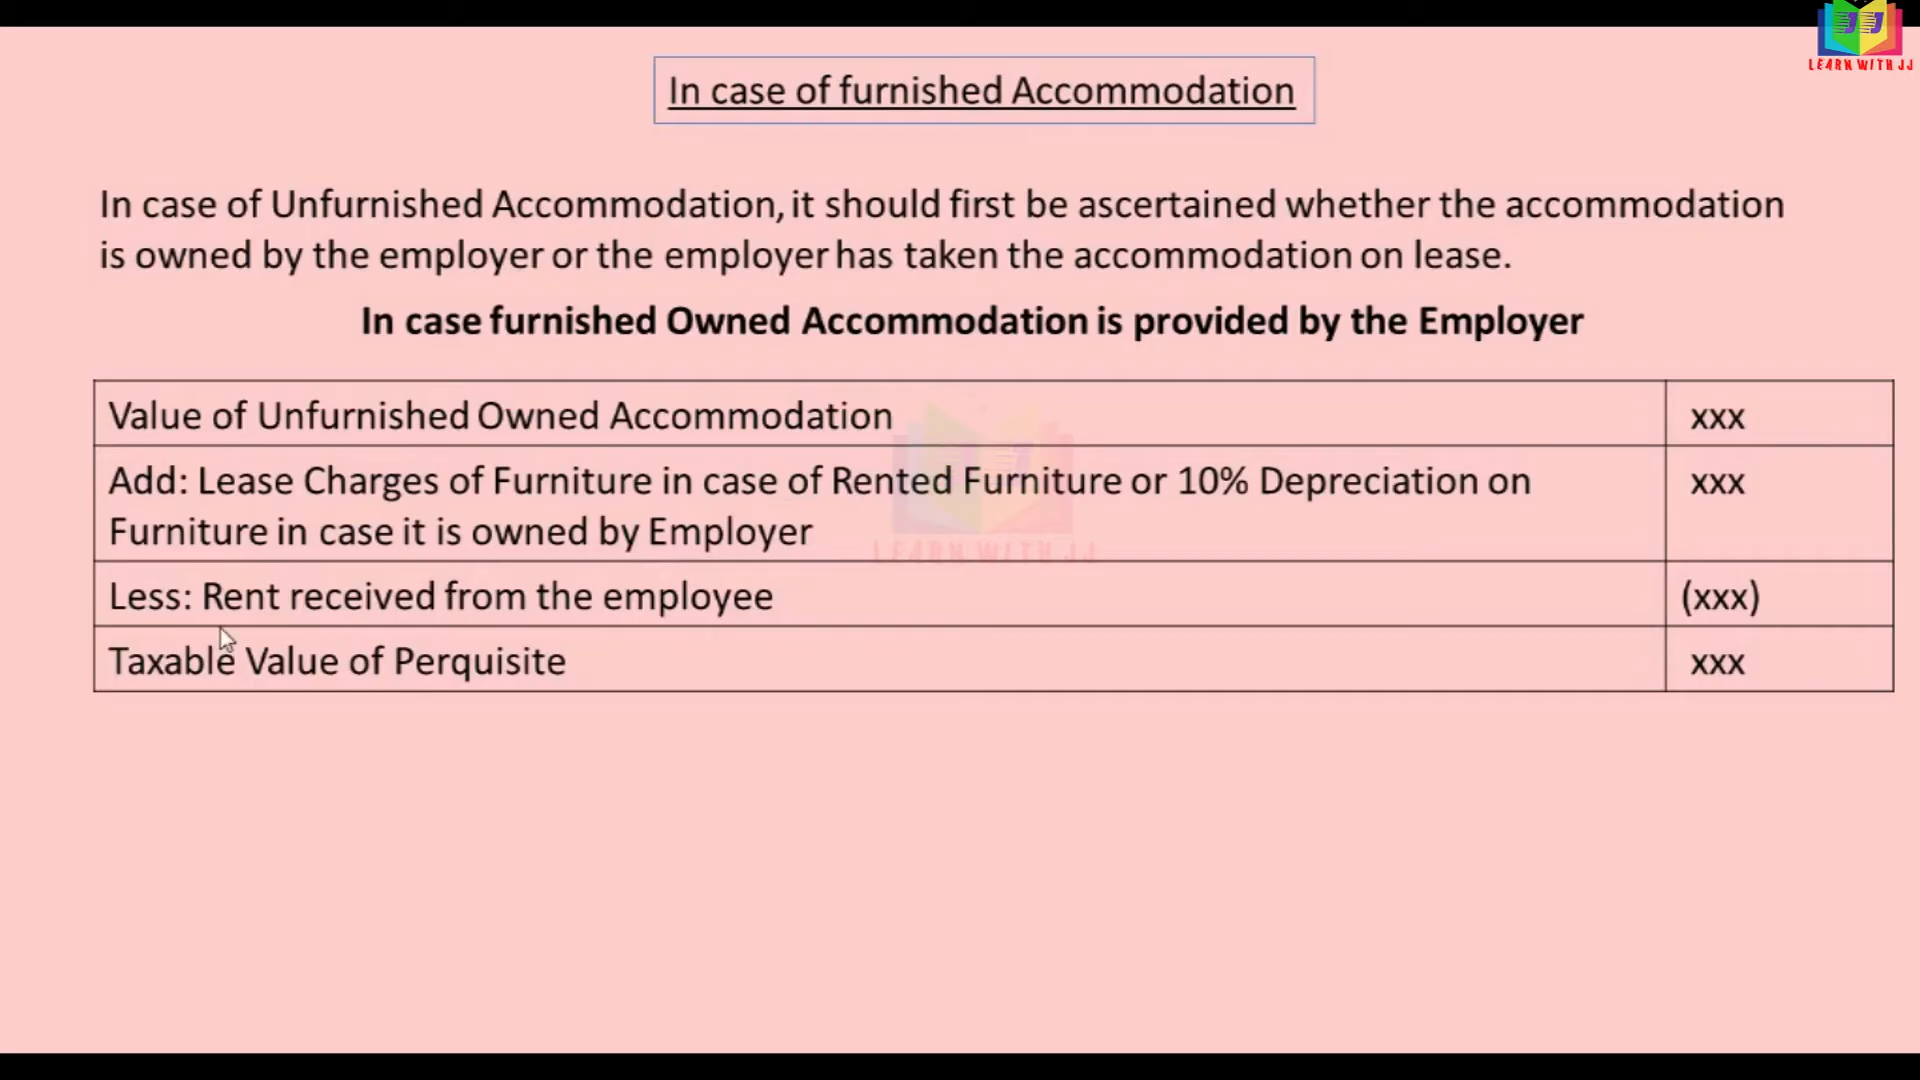 JJ
LEARN WITH JJ
In case of furnished Accommodation
In case of Unfurnished Accommodation, it should first be ascertained whether the accommodation
is owned by the employer or the employer has taken the accommodation on lease.
In case furnished Owned Accommodation is provided by the Employer
Value of Unfurnished Owned Accommodation xxx
Add: Lease Charges of Furniture in case of Rented Furniture or 10% Depreciation on xxx
Furniture in case it is owned by Employer
LEARN WITH JJ
Less: Rent received from the employee (xxx)
Taxable Value of Perquisite xxx